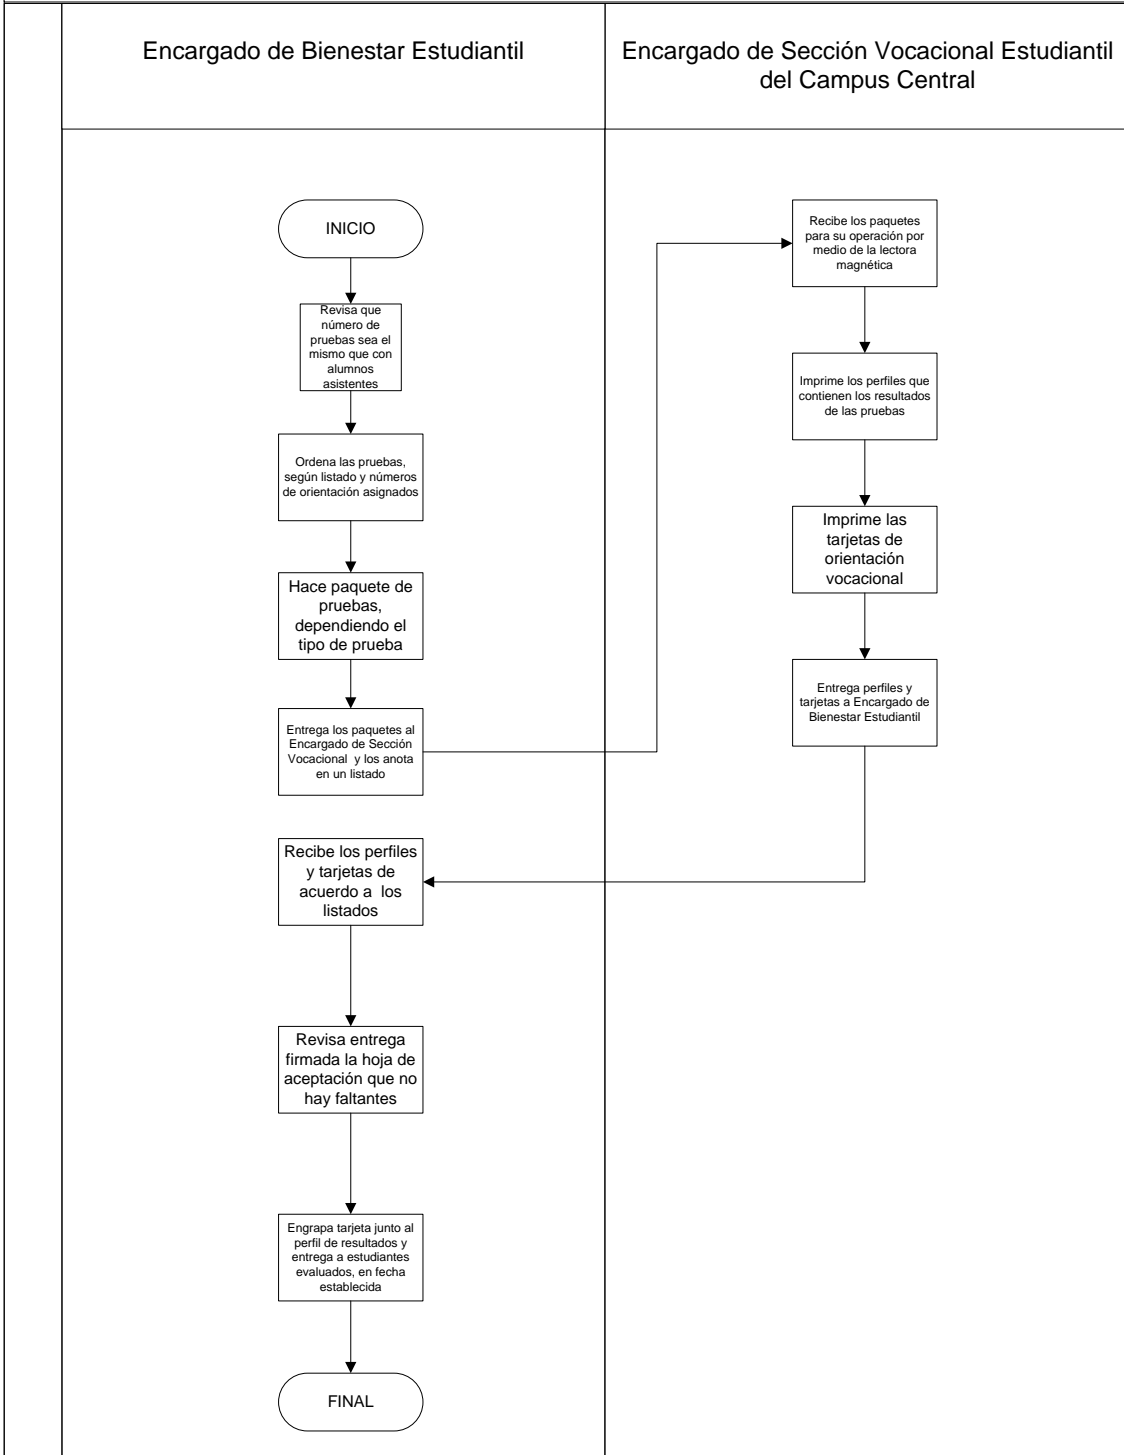 Encargado de Bienestar Estudiantil
Encargado de Sección Vocacional Estudiantil
del Campus Central
INICIO
Revisa que
número de
pruebas sea el
mismo que con
alumnos
asistentes
Ordena las pruebas,
según listado y números
de orientación asignados
Hace paquete de
pruebas,
dependiendo el
tipo de prueba
Entrega los paquetes al
Encargado de Sección
Vocacional y los anota
en un listado
Recibe los paquetes
para su operación por
medio de la lectora
magnética
Imprime los perfiles que
contienen los resultados
de las pruebas
Imprime las
tarjetas de
orientación
vocacional
Entrega perfiles y
tarjetas a Encargado de
Bienestar Estudiantil
Recibe los perfiles
y tarjetas de
acuerdo a los
listados
Revisa entrega
firmada la hoja de
aceptación que no
hay faltantes
Engrapa tarjeta junto al
perfil de resultados y
entrega a estudiantes
evaluados, en fecha
establecida
FINAL